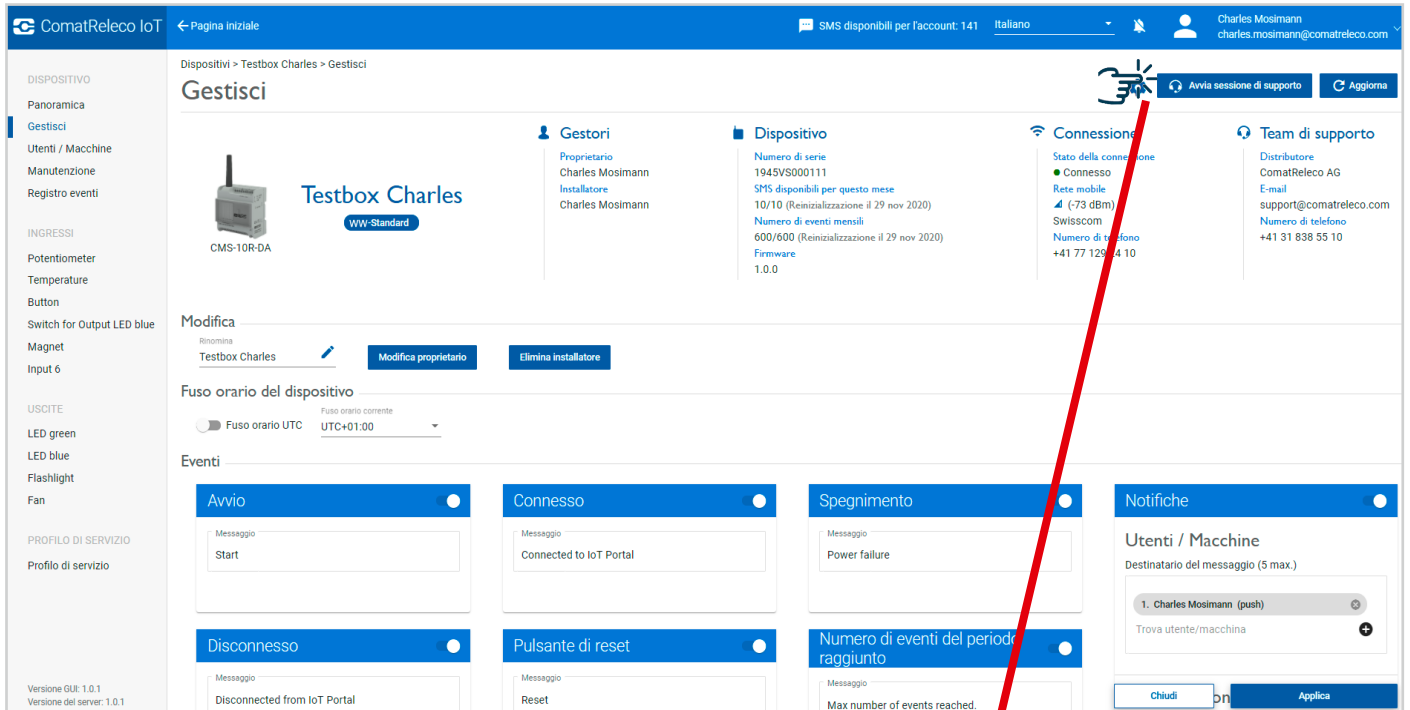 ComatReleco IoT
Pagina iniziale
SMS disponibili per l'account: 141
Italiano
Charles Mosimann
charles.mosimann@comatreleco.com
DISPOSITIVO
Panoramica
Gestisci
Utenti / Macchine
Manutenzione
Registro eventi
INGRESSI
Potentiometer
Temperature
Button
Switch for Output LED blue
Magnet
Input 6
USCITE
LED green
LED blue
Flashlight
Fan
PROFILO DI SERVIZIO
Profilo di servizio
Versione GUI: 1.0.1
Versione del server: 1.0.1
Dispositivi > Testbox Charles > Gestisci
Gestisci
Avvia sessione di supporto
Aggiorna
CMS-10R-DA
Testbox Charles
WW-Standard
Gestori
Proprietario
Charles Mosimann
Installatore
Charles Mosimann
Dispositivo
Numero di serie
1945VS000111
SMS disponibili per questo mese
10/10 (Reinizializzazione il 29 nov 2020)
Numero di eventi mensili
600/600 (Reinizializzazione il 29 nov 2020)
Firmware
1.0.0
Connessione
Stato della connessione
Connesso
Rete mobile
(-73 dBm)
Swisscom
Numero di telefono
+41 77 129 24 10
Team di supporto
Distributore
ComatReleco AG
E-mail
support@comatreleco.com
Numero di telefono
+41 31 838 55 10
Modifica
Rinomina
Testbox Charles
Modifica proprietario
Elimina installatore
Fuso orario del dispositivo
Fuso orario UTC
Fuso orario corrente
UTC+01:00
Eventi
Avvio
Messaggio
Start
Connesso
Messaggio
Connected to IoT Portal
Spegnimento
Messaggio
Power failure
Disconnesso
Messaggio
Disconnected from IoT Portal
Pulsante di reset
Messaggio
Reset
Numero di eventi del periodo
raggiunto
Messaggio
Max number of events reached.
Notifiche
Utenti / Macchine
Destinatario del messaggio (5 max.)
1. Charles Mosimann (push)
Trova utente/macchina
Chiudi
Applica